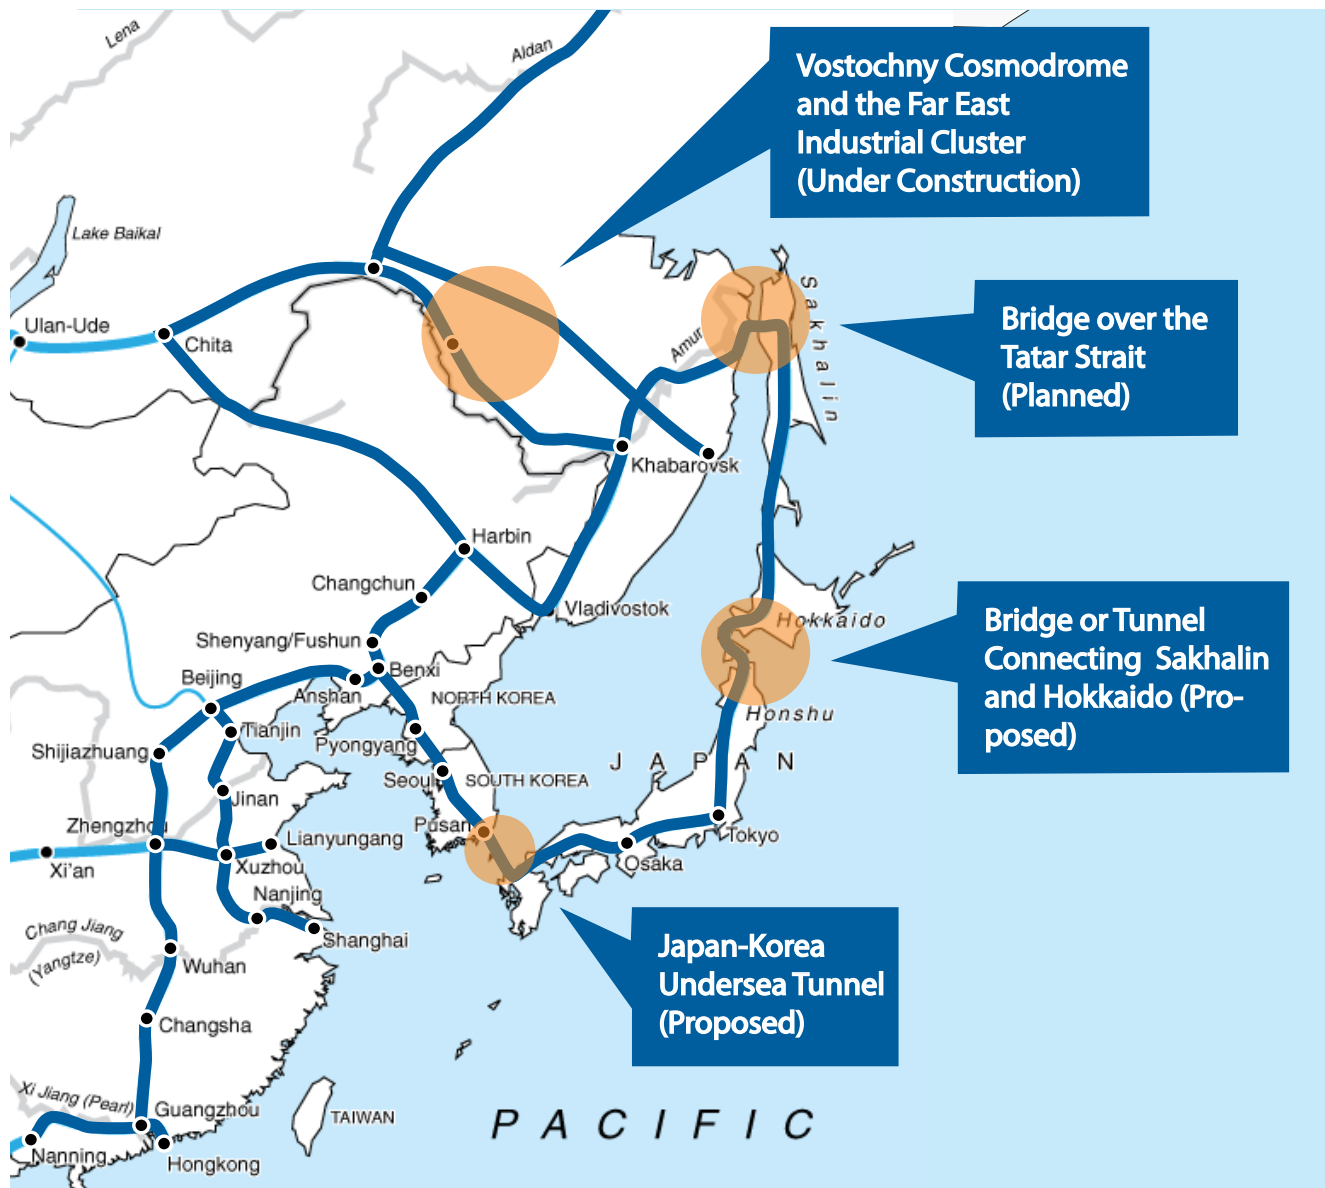 Lena
Aldan
Vostochny Cosmodrome
and the Far East
Industrial Cluster
(Under Construction)
Lake Baikal
Sakhalin
Bridge over the
Tatar Strait
(Planned)
Ulan-Ude
Chita
Amur
Khabarovsk
Harbin
Changchun
Vladivostok
Hokkaido
Bridge or Tunnel
Connecting Sakhalin
and Hokkaido (Pro-
posed)
Shenyang/Fushun
Benxi
Beijing
Anshan
NORTH KOREA
Honshu
Tianjin
Pyongyang
Shijiazhuang
JAPAN
Seoul
SOUTH KOREA
Jinan
Zhengzhou
Lianyungang
Pusan
Tokyo
Xi'an
Xuzhou
Osaka
Nanjing
Chang Jiang
(Yangtze)
Shanghai
Wuhan
Japan-Korea
Undersea Tunnel
(Proposed)
Changsha
Xi Jiang (Pearl)
Guangzhou
TAIWAN
PACIFIC
Nanning
Hongkong